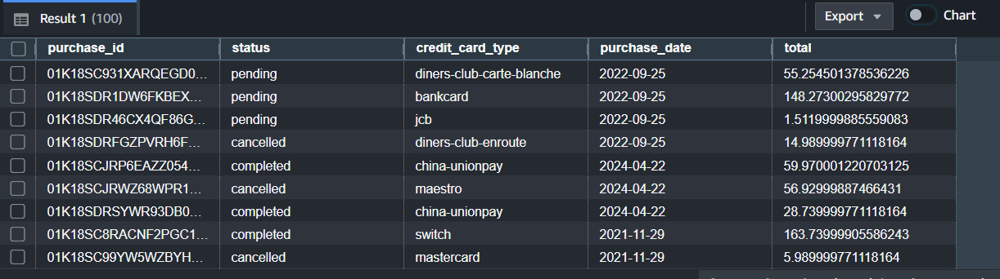 Result 1 (100) Export Chart
purchase_id status credit_card_type purchase_date total
01K18SC931XARQEGD0... pending diners-club-carte-blanche 2022-09-25 55.254501378536226
01K18SDR1DW6FKBEX... pending bankcard 2022-09-25 148.27300295829772
01K18SDR46CX4QF86G... pending jcb 2022-09-25 1.5119999885559083
01K18SDRFGZPVRH6F... cancelled diners-club-enroute 2022-09-25 14.989999771118164
01K18SCJRP6EAZZ054... completed china-unionpay 2024-04-22 59.970001220703125
01K18SCJRWZ68WPR1... cancelled maestro 2024-04-22 56.92999887466431
01K18SDRSYWR93DB0... completed china-unionpay 2024-04-22 28.739999771118164
01K18SC8RACNF2PGC1... completed switch 2021-11-29 163.73999905586243
01K18SC99YW5WZBYH... cancelled mastercard 2021-11-29 5.989999771118164